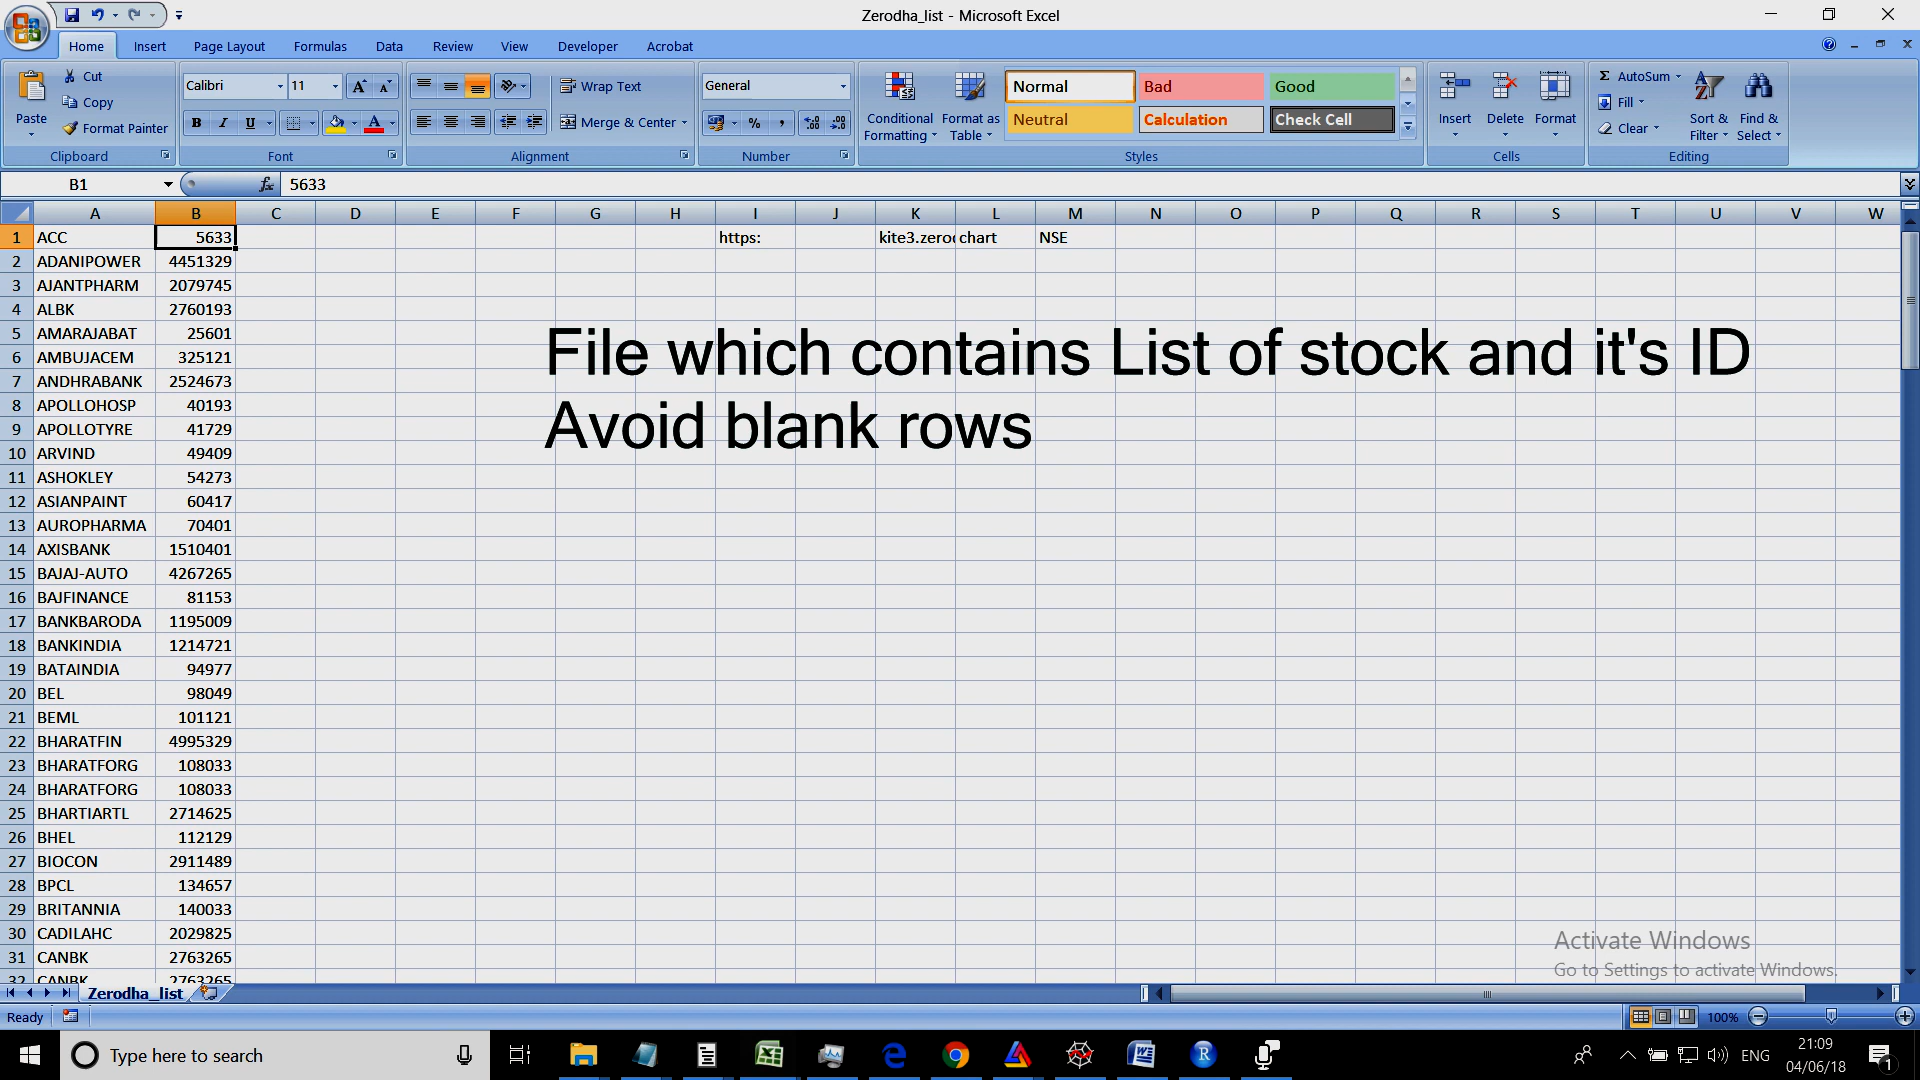 Zerodha_list - Microsoft Excel
Home Insert Page Layout Formulas Data Review View Developer Acrobat
Paste Cut Copy Format Painter Clipboard
Calibri 11 A A B I U A Font
Wrap Text Merge & Center Alignment
General % , Number
Conditional Formatting Format as Table Normal Bad Good Neutral Calculation Check Cell Styles
Insert Delete Format Cells
Σ AutoSum Fill Clear Sort & Filter Find & Select Editing
B1 fx 5633
A B C D E F G H I J K L M N O P Q R S T U V W
1 ACC 5633 https: kite3.zero chart NSE
2 ADANIPOWER 4451329
3 AJANTPHARM 2079745
4 ALBK 2760193
5 AMARAJABAT 25601
6 AMBUJACEM 325121
7 ANDHRABANK 2524673
8 APOLLOHOSP 40193
9 APOLLOTYRE 41729
10 ARVIND 49409
11 ASHOKLEY 54273
12 ASIANPAINT 60417
13 AUROPHARMA 70401
14 AXISBANK 1510401
15 BAJAJ-AUTO 4267265
16 BAJFINANCE 81153
17 BANKBARODA 1195009
18 BANKINDIA 1214721
19 BATAINDIA 94977
20 BEL 98049
21 BEML 101121
22 BHARATFIN 4995329
23 BHARATFORG 108033
24 BHARATFORG 108033
25 BHARTIARTL 2714625
26 BHEL 112129
27 BIOCON 2911489
28 BPCL 134657
29 BRITANNIA 140033
30 CADILAHC 2029825
31 CANBK 2763265
32 CANBK 2763265
File which contains List of stock and it's ID
Avoid blank rows
Activate Windows
Go to Settings to activate Windows.
Zerodha_list
Ready 100%
Type here to search
ENG 21:09
04/06/18
1